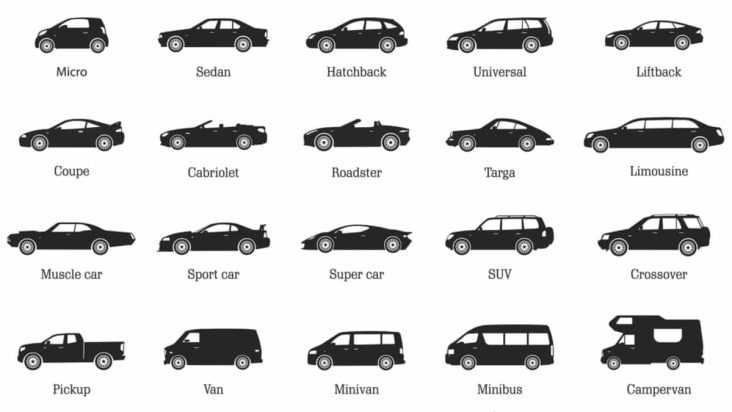 Micro
Sedan
Hatchback
Universal
Liftback
Coupe
Cabriolet
Roadster
Targa
Limousine
Muscle car
Sport car
Super car
SUV
Crossover
Pickup
Van
Minivan
Minibus
Campervan